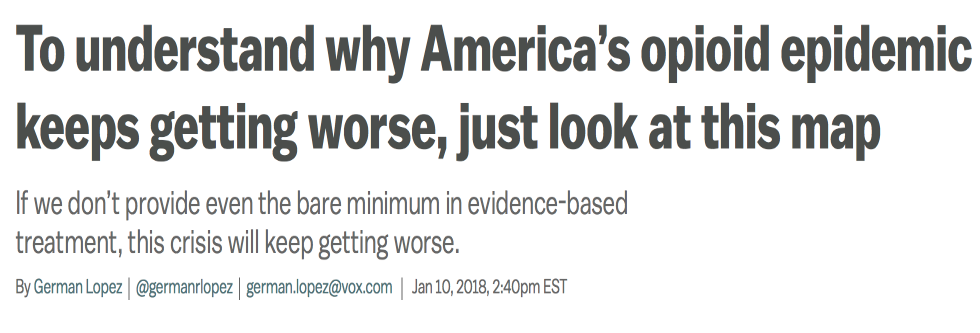 To understand why America’s opioid epidemic
keeps getting worse, just look at this map
If we don’t provide even the bare minimum in evidence-based
treatment, this crisis will keep getting worse.
By German Lopez | @germanrlopez | german.lopez@vox.com | Jan 10, 2018, 2:40pm EST